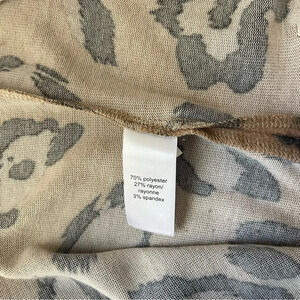 70% polyester
27% rayon/
rayonne
3% spandex